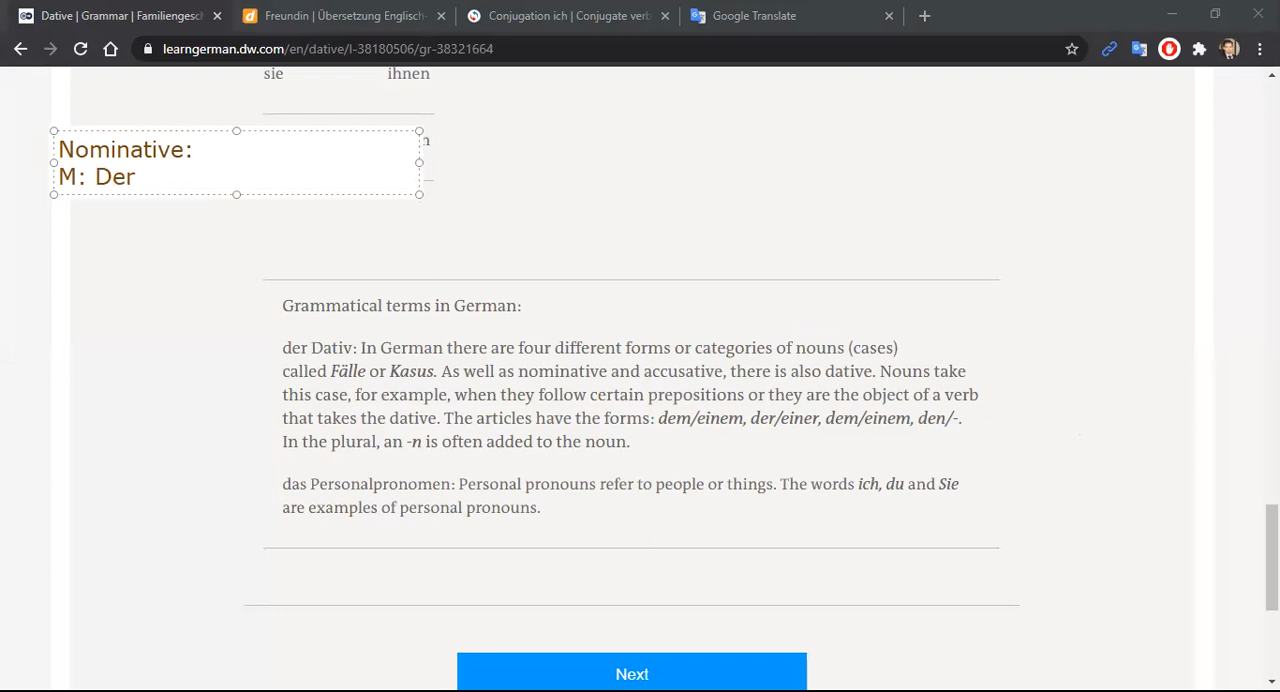 Dative | Grammar | Familiengesch
Freundin | Übersetzung Englisch-
Conjugation ich | Conjugate verb
Google Translate
learngerman.dw.com/en/dative/l-38180506/gr-38321664
sie ihnen
n
Nominative:
M: Der
Grammatical terms in German:
der Dativ: In German there are four different forms or categories of nouns (cases)
called Fälle or Kasus. As well as nominative and accusative, there is also dative. Nouns take
this case, for example, when they follow certain prepositions or they are the object of a verb
that takes the dative. The articles have the forms: dem/einem, der/einer, dem/einem, den/-.
In the plural, an -n is often added to the noun.
das Personalpronomen: Personal pronouns refer to people or things. The words ich, du and Sie
are examples of personal pronouns.
Next